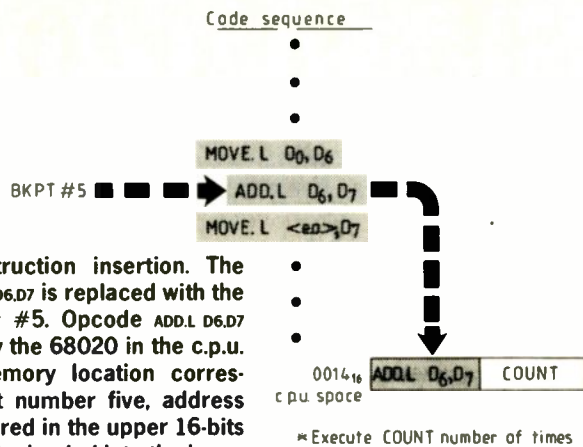 Code sequence
MOVE.L D0,D6
BKPT #5
ADD.L D6,D7
MOVE.L <ea>,D7
truction insertion. The
D6,D7 is replaced with the
#5. Opcode ADD.L D6,D7
y the 68020 in the c.p.u.
emory location corres-
t number five, address
red in the upper 16-bits
0014₁₆ ADD.L D6,D7 COUNT
c.p.u. space
*Execute COUNT number of times